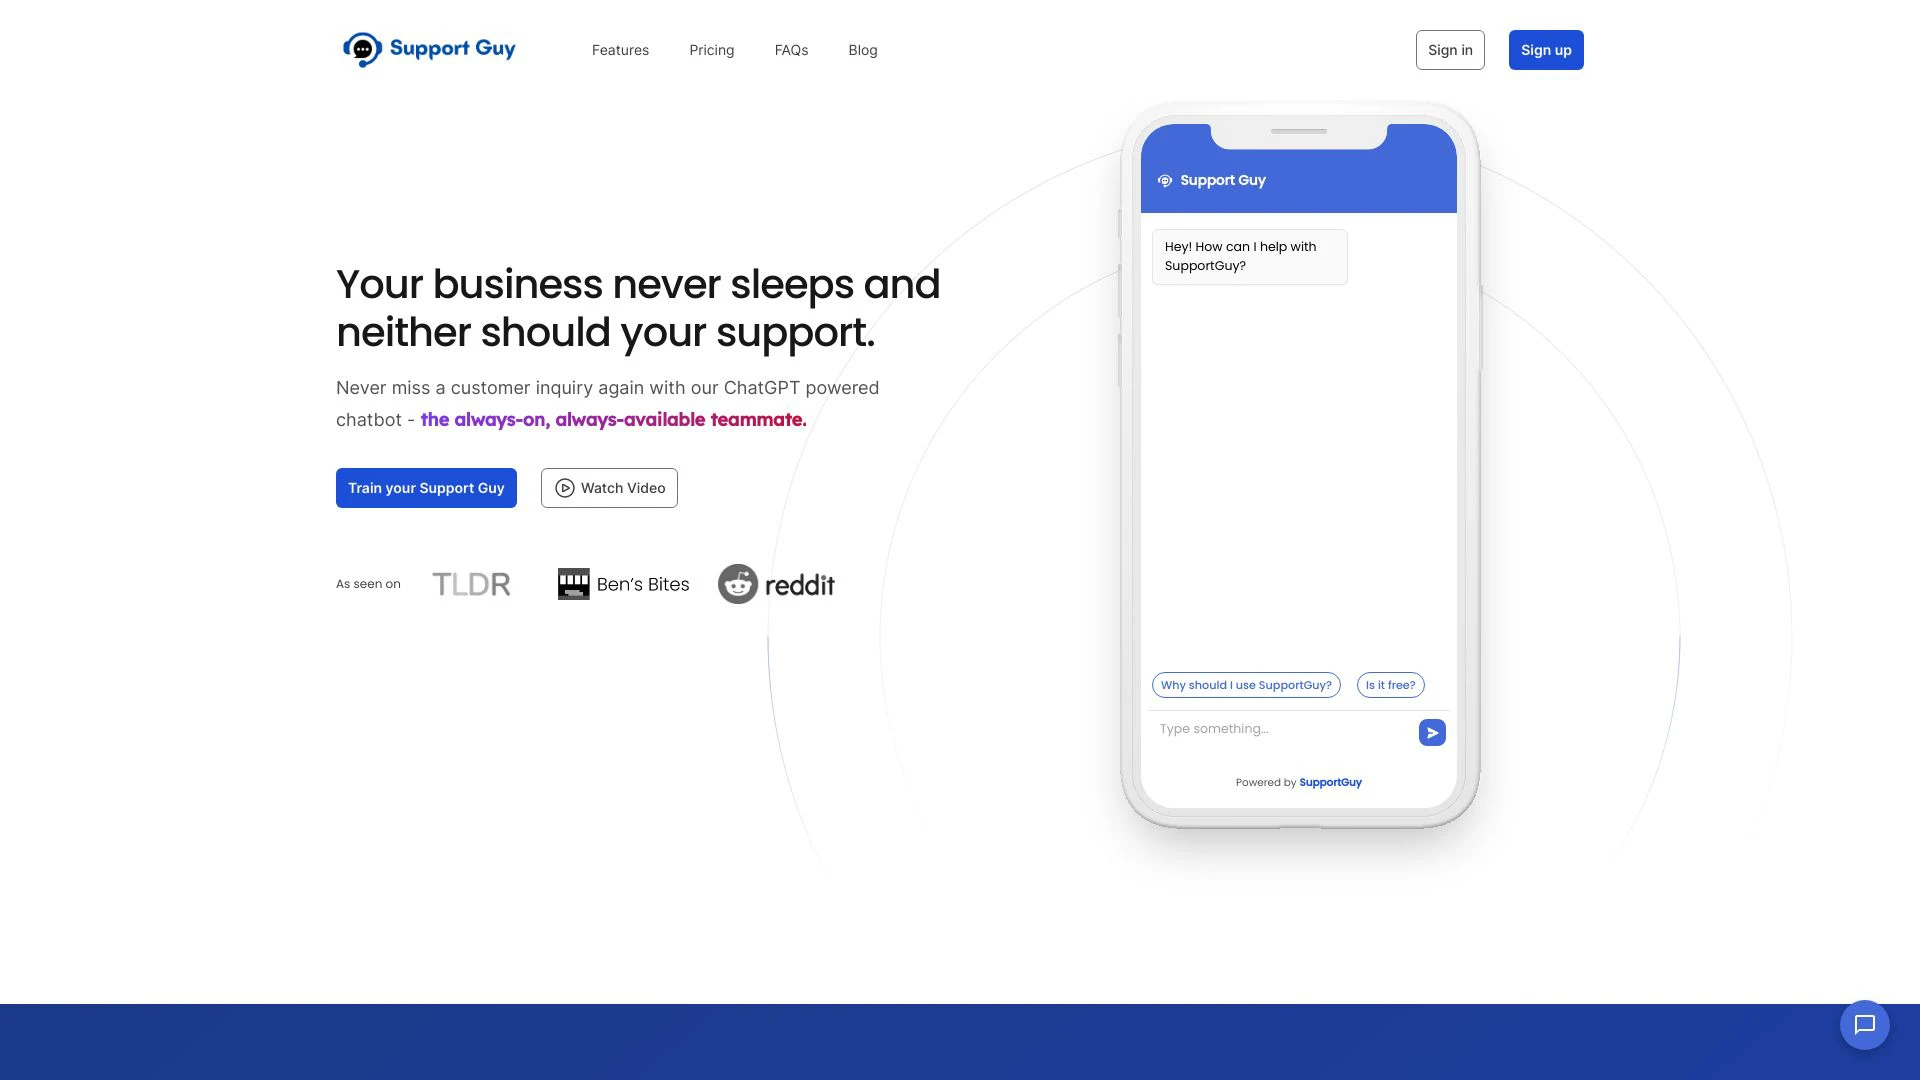 Support Guy
Features
Pricing
FAQs
Blog
Sign in
Sign up
Your business never sleeps and
neither should your support.
Never miss a customer inquiry again with our ChatGPT powered
chatbot - the always-on, always-available teammate.
Train your Support Guy
Watch Video
As seen on
TLDR
Ben's Bites
reddit
Support Guy
Hey! How can I help with
SupportGuy?
Why should I use SupportGuy?
Is it free?
Type something...
Powered by SupportGuy